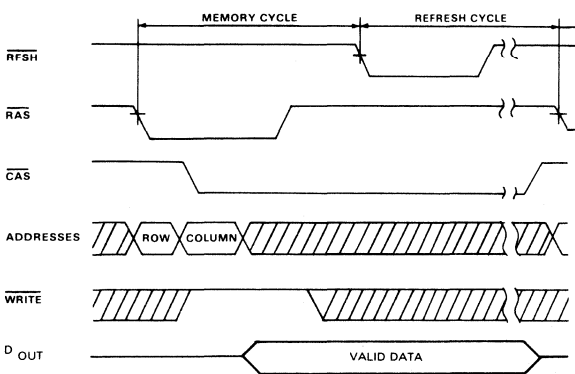 MEMORY CYCLE REFRESH CYCLE
RFSH
RAS
CAS
ADDRESSES ROW COLUMN
WRITE
D OUT VALID DATA